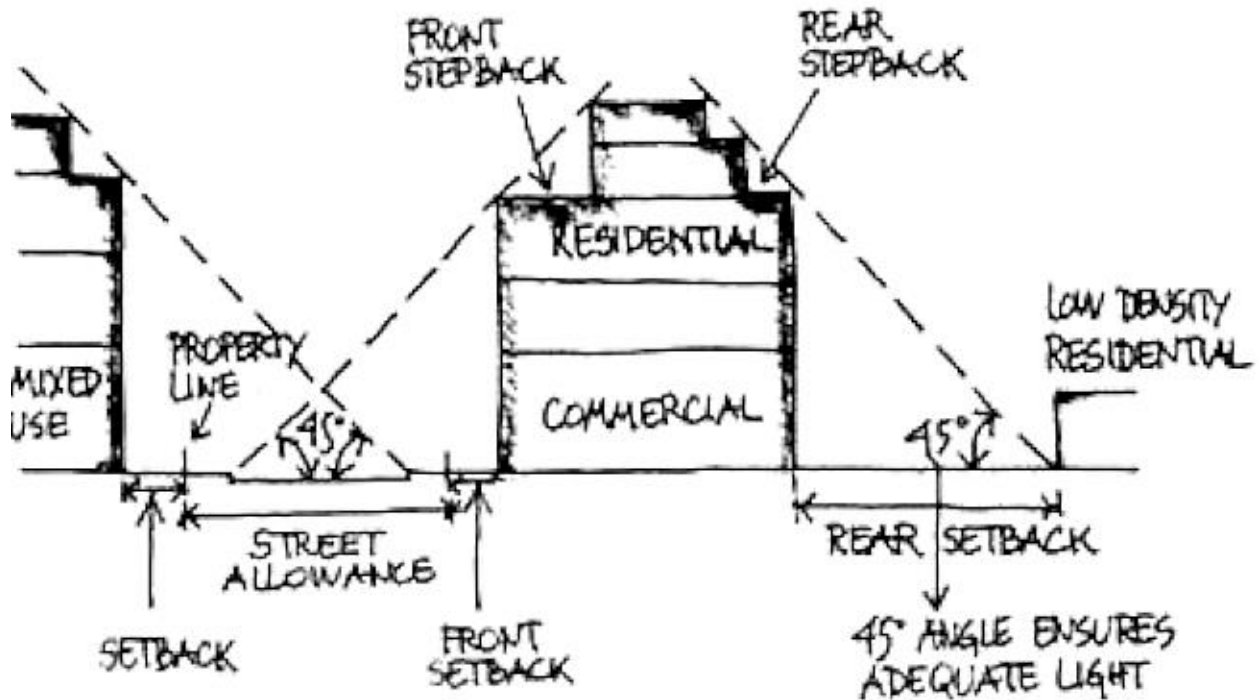 FRONT
STEPBACK
REAR
STEPBACK
RESIDENTIAL
COMMERCIAL
MIXED
USE
PROPERTY
LINE
45°
45°
LOW DENSITY
RESIDENTIAL
STREET
ALLOWANCE
REAR SETBACK
SETBACK
FRONT
SETBACK
45° ANGLE ENSURES
ADEQUATE LIGHT